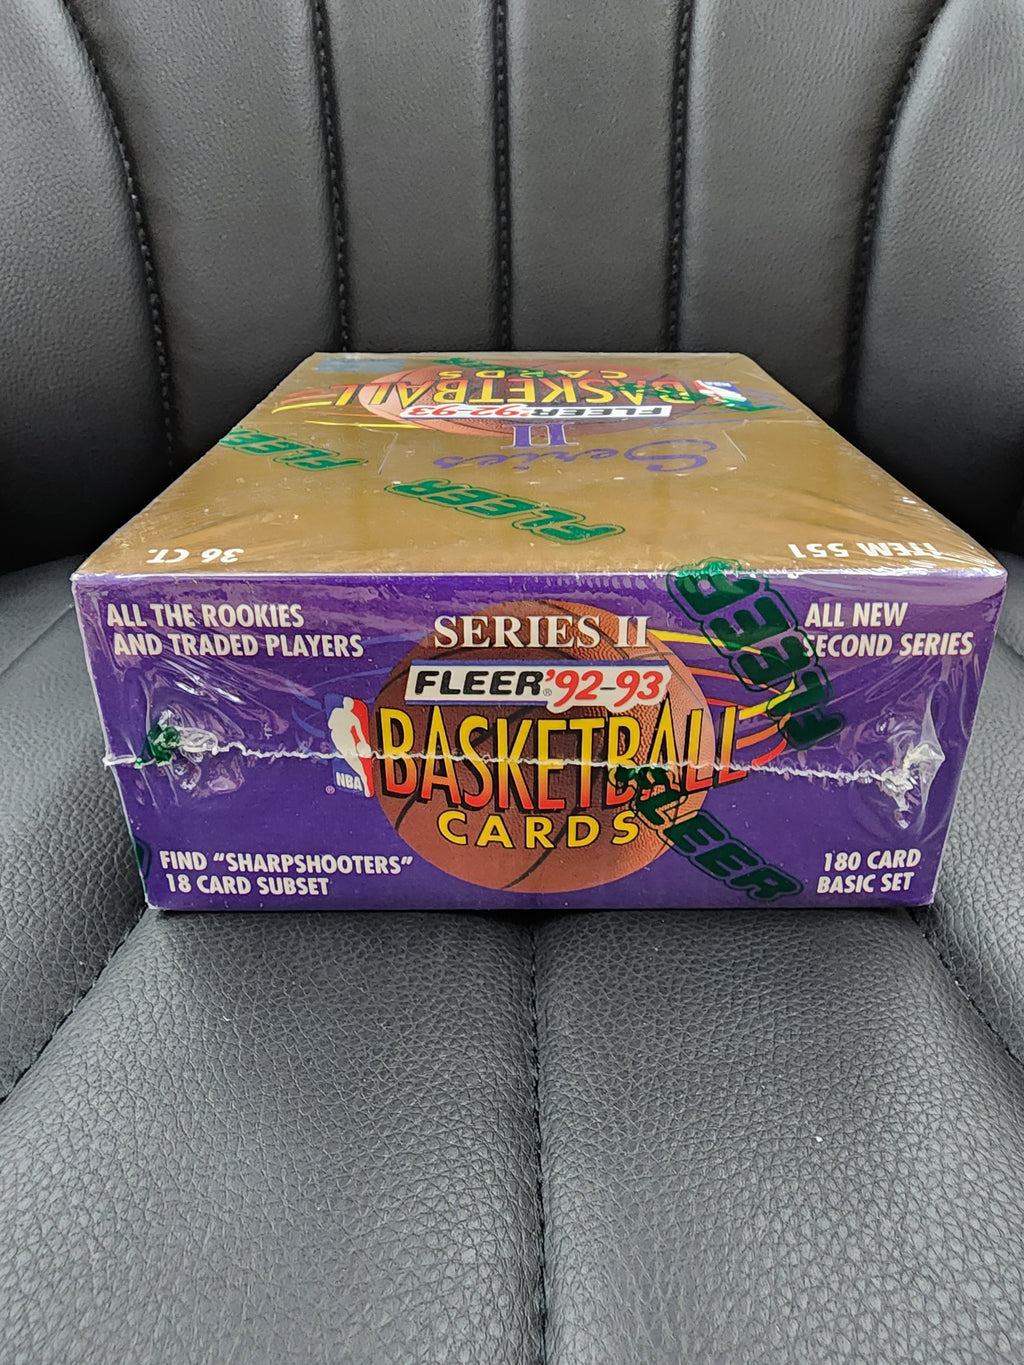 BASKETBALL
CARDS
FLEER '92-93
Series
II
FLEER
FLEER
36 CT.
ITEM 551
ALL THE ROOKIES
AND TRADED PLAYERS
SERIES II
FLEER® '92-93
BASKETBALL
CARDS
NBA
®
ALL NEW
SECOND SERIES
FLEER
FLEER
FIND "SHARPSHOOTERS"
18 CARD SUBSET
180 CARD
BASIC SET